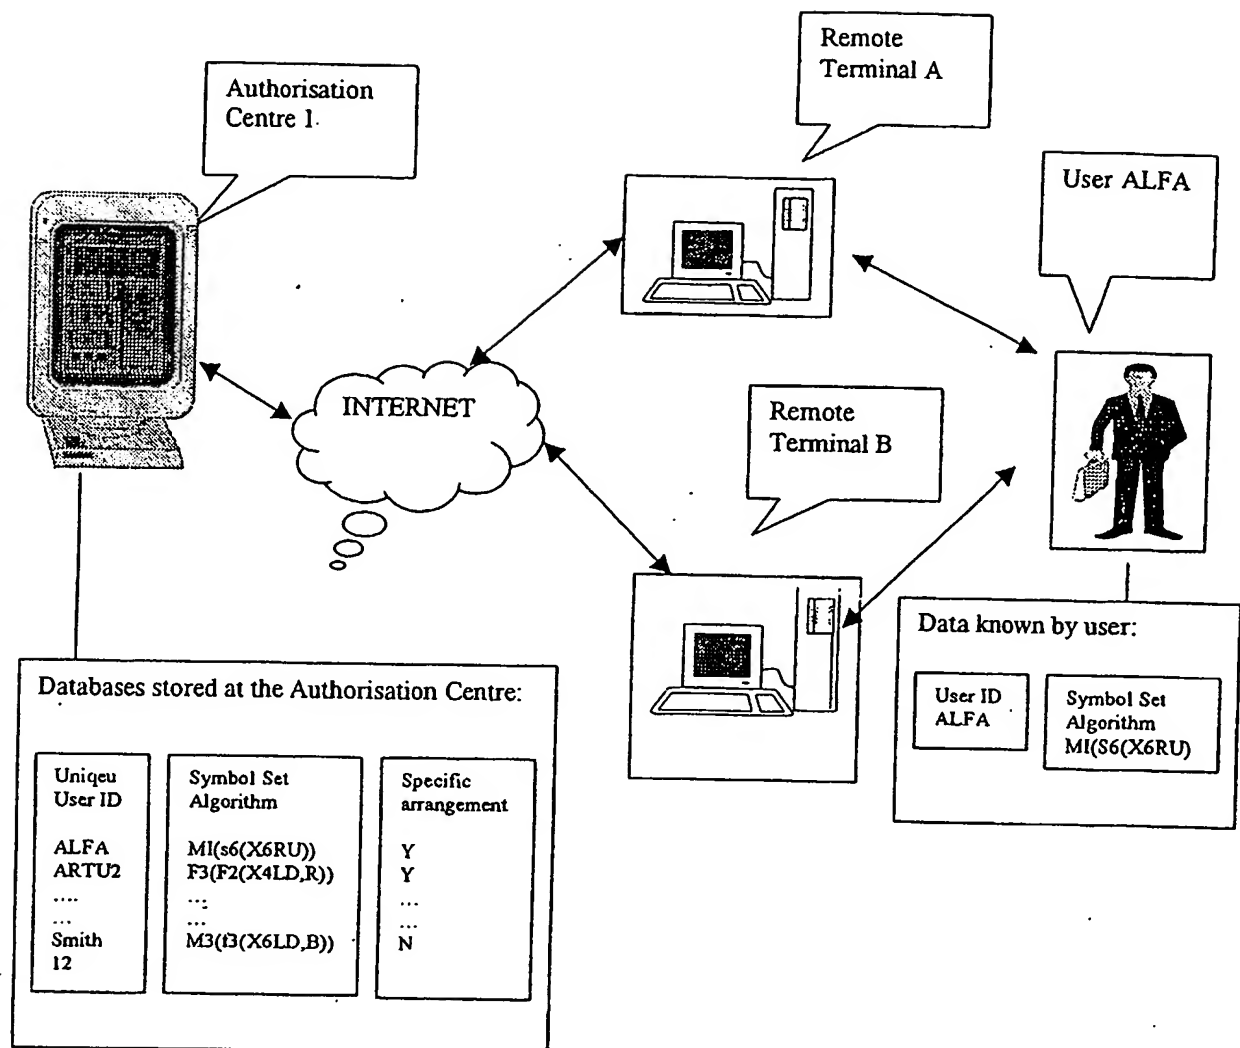 Authorisation
Centre 1.
Remote
Terminal A
User ALFA
INTERNET
Remote
Terminal B
Data known by user:
User ID
ALFA
Symbol Set
Algorithm
MI(S6(X6RU)
Databases stored at the Authorisation Centre:
Uniqeu
User ID
ALFA
ARTU2
....
...
Smith
12
Symbol Set
Algorithm
MI(s6(X6RU))
F3(F2(X4LD,R))
...
...
M3(f3(X6LD,B))
Specific
arrangement
Y
Y
...
...
N